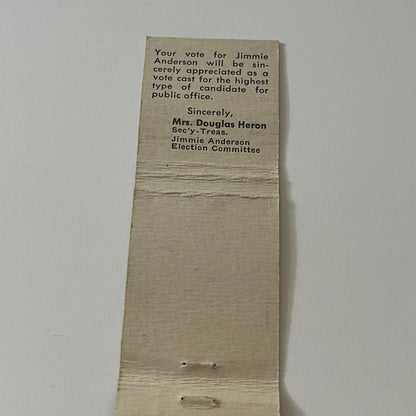 Your vote for Jimmie
Anderson will be sin-
cerely appreciated as a
vote cast for the highest
type of candidate for
public office.
Sincerely,
Mrs. Douglas Heron
Sec'y-Treas.
Jimmie Anderson
Election Committee